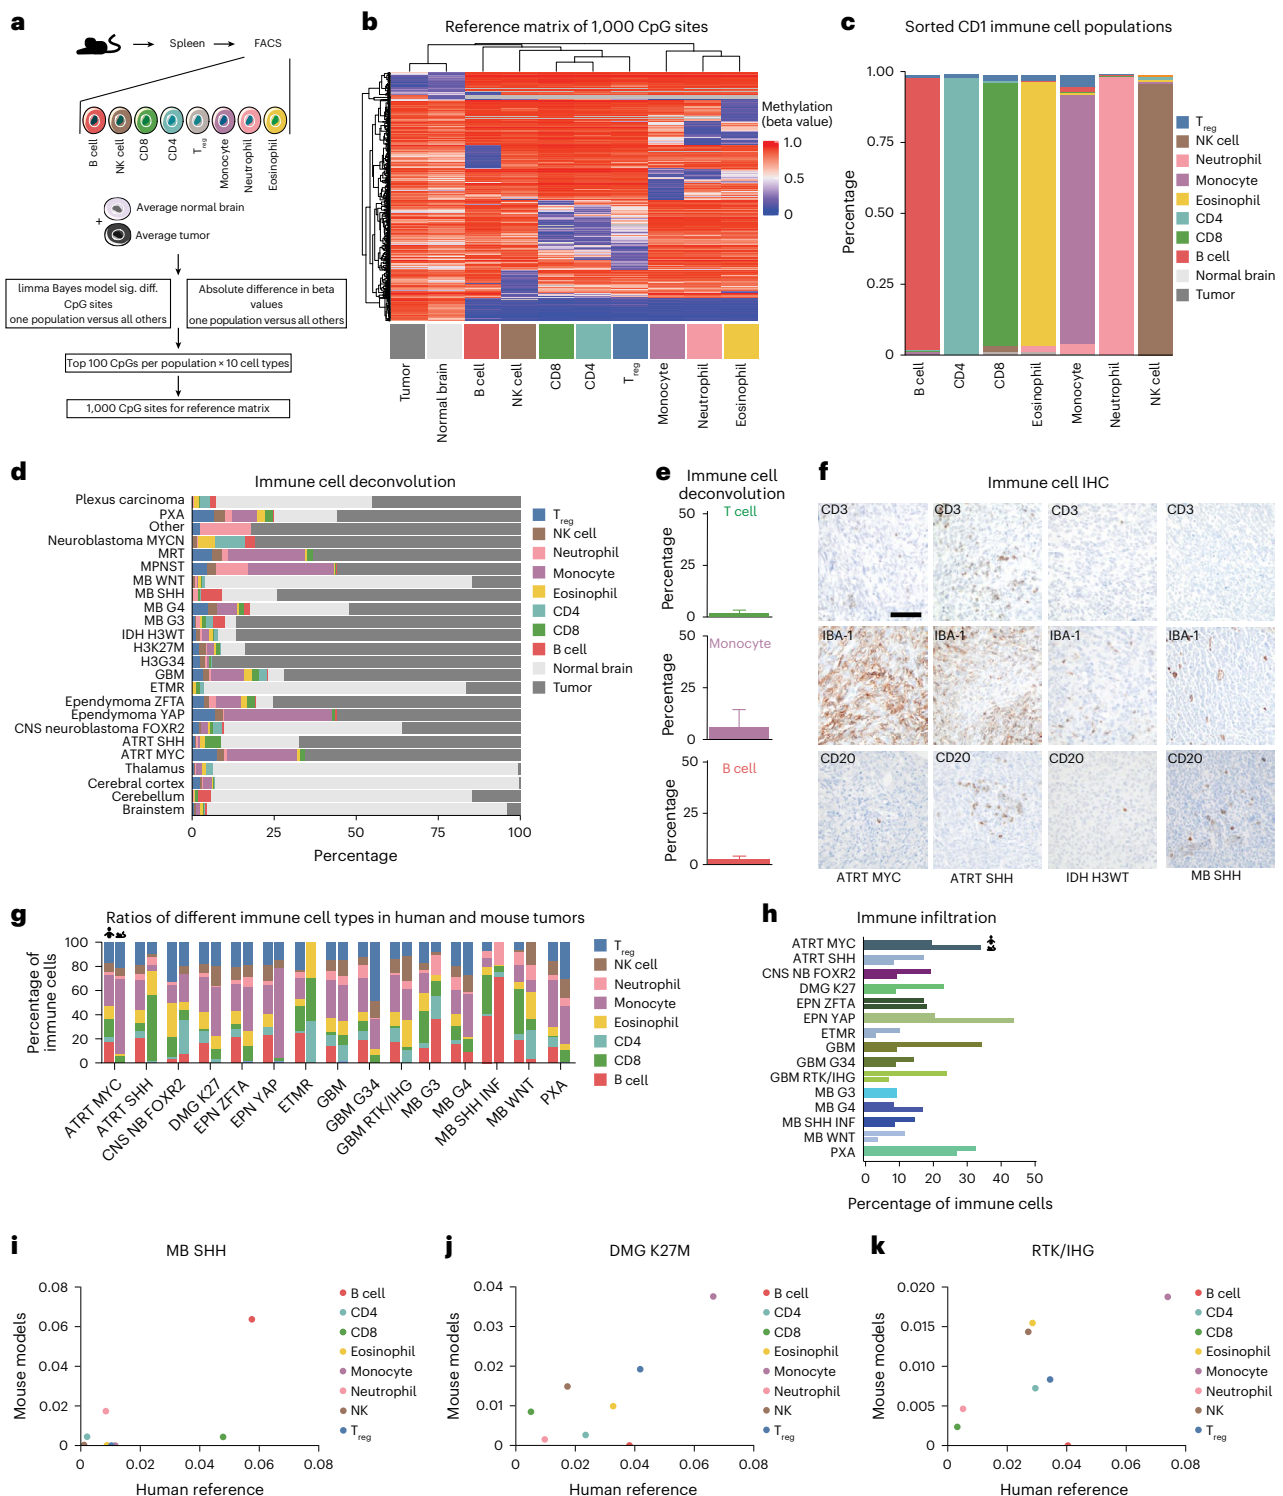 a
Spleen
FACS
B cell
NK cell
CD8
CD4
Treg
Monocyte
Neutrophil
Eosinophil
Average normal brain
+
Average tumor
limma Bayes model sig. diff.
CpG sites
one population versus all others
Absolute difference in beta
values
one population versus all others
Top 100 CpGs per population × 10 cell types
1,000 CpG sites for reference matrix
b
Reference matrix of 1,000 CpG sites
Methylation
(beta value)
1.0
0.5
0
Tumor
Normal brain
B cell
NK cell
CD8
CD4
Treg
Monocyte
Neutrophil
Eosinophil
c
Sorted CD1 immune cell populations
Percentage
1.00
0.75
0.50
0.25
0
B cell
CD4
CD8
Eosinophil
Monocyte
Neutrophil
NK cell
Treg
NK cell
Neutrophil
Monocyte
Eosinophil
CD4
CD8
B cell
Normal brain
Tumor
d
Immune cell deconvolution
Plexus carcinoma
PXA
Other
Neuroblastoma MYCN
MRT
MPNST
MB WNT
MB SHH
MB G4
MB G3
IDH H3WT
H3K27M
H3G34
GBM
ETMR
Ependymoma ZFTA
Ependymoma YAP
CNS neuroblastoma FOXR2
ATRT SHH
ATRT MYC
Thalamus
Cerebral cortex
Cerebellum
Brainstem
0 25 50 75 100
Percentage
Treg
NK cell
Neutrophil
Monocyte
Eosinophil
CD4
CD8
B cell
Normal brain
Tumor
e
Immune cell
deconvolution
T cell
50
25
0
Percentage
Monocyte
50
25
0
Percentage
B cell
50
25
0
Percentage
f
Immune cell IHC
CD3 CD3 CD3 CD3
IBA-1 IBA-1 IBA-1 IBA-1
CD20 CD20 CD20 CD20
ATRT MYC ATRT SHH IDH H3WT MB SHH
g
Ratios of different immune cell types in human and mouse tumors
Percentage of
immune cells
100
80
60
40
20
0
ATRT MYC
ATRT SHH
CNS NB FOXR2
DMG K27
EPN ZFTA
EPN YAP
ETMR
GBM
GBM G34
GBM RTK/IHG
MB G3
MB G4
MB SHH INF
MB WNT
PXA
Treg
NK cell
Neutrophil
Monocyte
Eosinophil
CD4
CD8
B cell
h
Immune infiltration
ATRT MYC
ATRT SHH
CNS NB FOXR2
DMG K27
EPN ZFTA
EPN YAP
ETMR
GBM
GBM G34
GBM RTK/IHG
MB G3
MB G4
MB SHH INF
MB WNT
PXA
0 10 20 30 40 50
Percentage of immune cells
i
MB SHH
Mouse models
0.08
0.06
0.04
0.02
0
0 0.02 0.04 0.06 0.08
Human reference
B cell
CD4
CD8
Eosinophil
Monocyte
Neutrophil
NK
Treg
j
DMG K27M
Mouse models
0.04
0.03
0.02
0.01
0
0 0.02 0.04 0.06 0.08
Human reference
B cell
CD4
CD8
Eosinophil
Monocyte
Neutrophil
NK
Treg
k
RTK/IHG
Mouse models
0.020
0.015
0.010
0.005
0
0 0.02 0.04 0.06 0.08
Human reference
B cell
CD4
CD8
Eosinophil
Monocyte
Neutrophil
NK
Treg